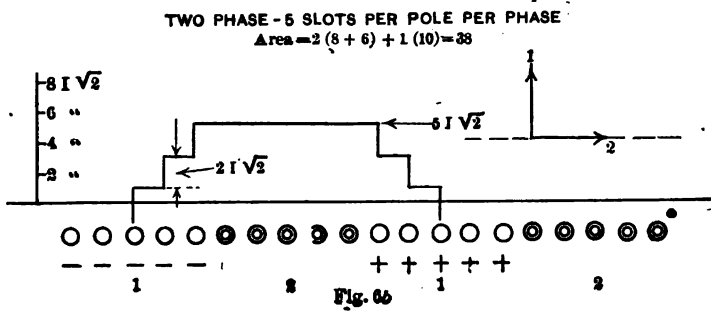 TWO PHASE-5 SLOTS PER POLE PER PHASE
Area=2 (8 + 6) + 1 (10)=38
8 I √2
6 "
4 "
2 "
5 I √2
2 I √2
1
2
- - - - -
+ + + + +
1
2
1
2
Fig. 6b